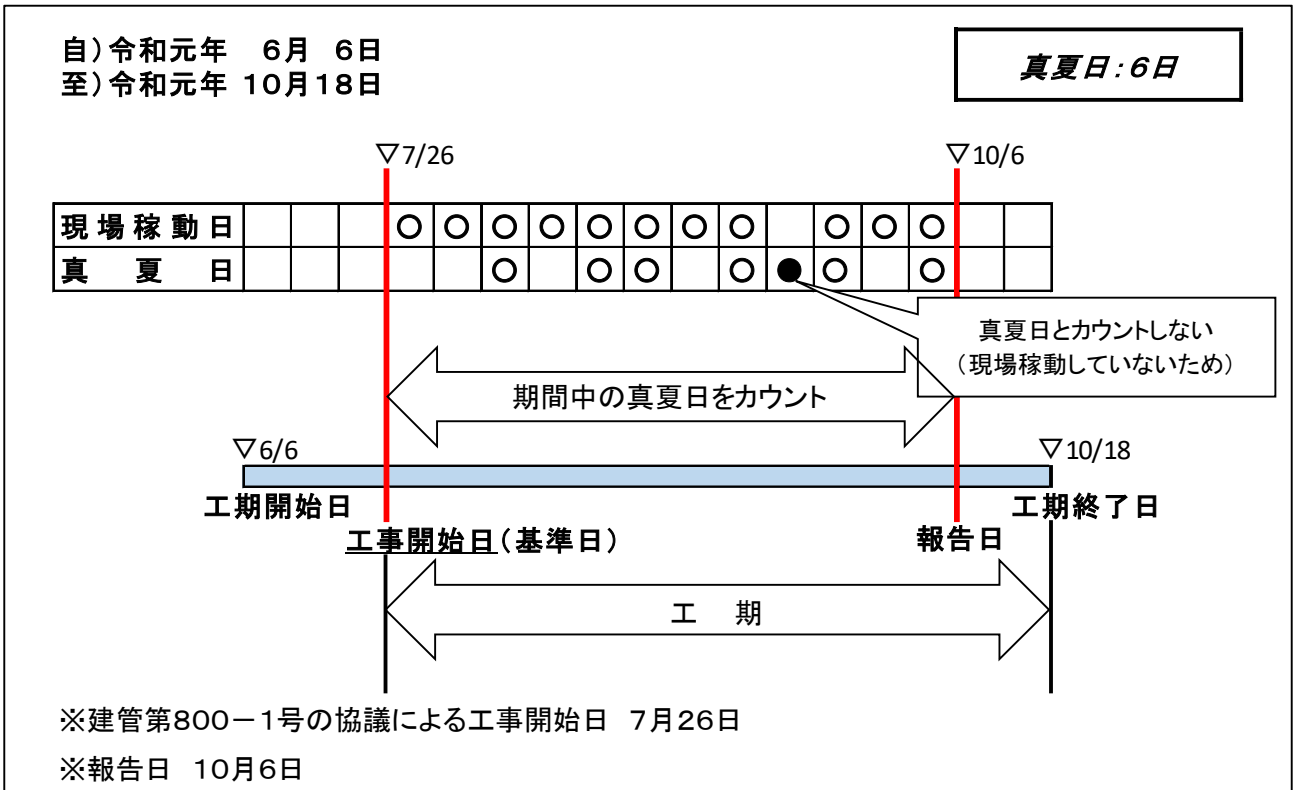 自)令和元年 6月 6日
至)令和元年 10月18日
真夏日:6日
▽7/26
▽10/6
現場稼動日 ○ ○ ○ ○ ○ ○ ○ ○ ○ ○ ○
真夏日 ○ ○ ○ ○ ● ○ ○
真夏日とカウントしない
(現場稼動していないため)
期間中の真夏日をカウント
▽6/6
▽10/18
工期開始日
工期終了日
工事開始日(基準日)
報告日
工 期
※建管第800-1号の協議による工事開始日 7月26日
※報告日 10月6日